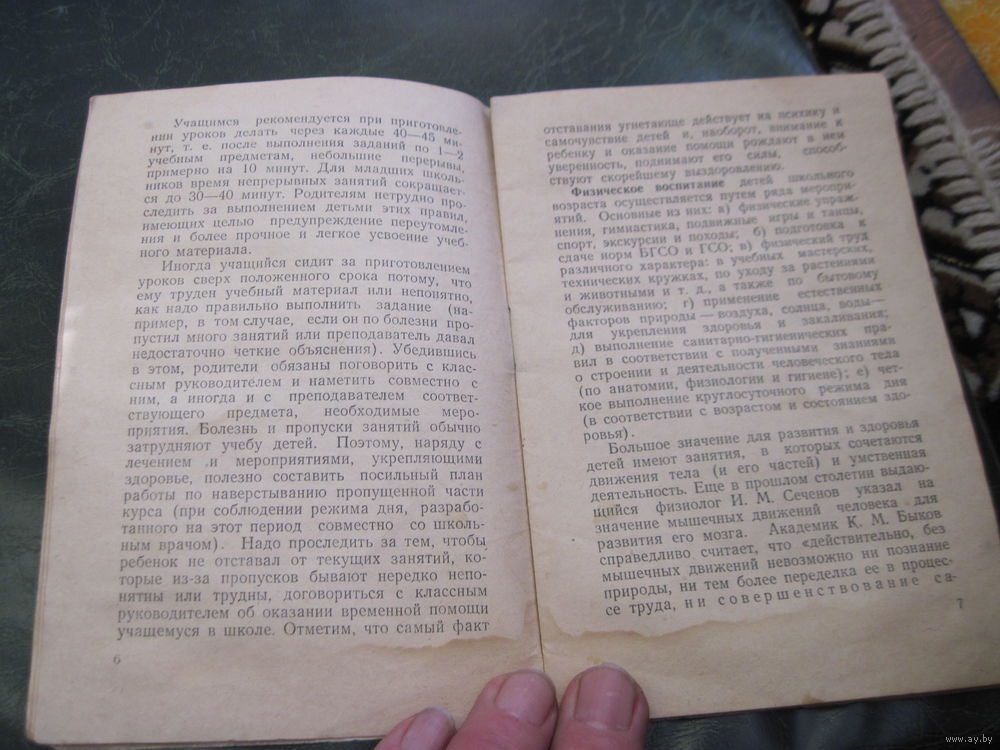 Учащимся рекомендуется при приготовле-
нии уроков делать через каждые 40—45 ми-
нут, т. е. после выполнения заданий по 1—2
учебным предметам, небольшие перерывы,
примерно на 10 минут. Для младших школь-
ников время непрерывных занятий сокращает-
ся до 30—40 минут. Родителям нетрудно про-
следить за выполнением детьми этих правил,
имеющих целью предупреждение переутомле-
ния и более прочное и легкое усвоение учеб-
ного материала.
Иногда учащийся сидит за приготовлением
уроков сверх положенного срока потому, что
ему труден учебный материал или непонятно,
как надо правильно выполнить задание (на-
пример, в том случае, если он по болезни про-
пустил много занятий или преподаватель давал
недостаточно четкие объяснения). Убедившись
в этом, родители обязаны поговорить с клас-
сным руководителем и наметить совместно с
ним, а иногда и с преподавателем соответ-
ствующего предмета, необходимые меро-
приятия. Болезнь и пропуски занятий обычно
затрудняют учебу детей. Поэтому, наряду с
лечением и мероприятиями, укрепляющими
здоровье, полезно составить посильный план
работы по наверстыванию пропущенной части
курса (при соблюдении режима дня, разрабо-
танного на этот период совместно со школь-
ным врачом). Надо проследить за тем, чтобы
ребенок не отставал от текущих занятий, ко-
торые из-за пропусков бывают нередко непо-
нятны или трудны, договориться с классным
руководителем об оказании временной помощи
учащемуся в школе. Отметим, что самый факт
6
отставания угнетающе действует на психику и
самочувствие детей и, наоборот, внимание к
ребенку и оказание помощи рождают в нем
уверенность, поднимают его силы, способ-
ствуют скорейшему выздоровлению.
Физическое воспитание детей школьного
возраста осуществляется путем ряда меропри-
ятий. Основные из них: а) физические упраж-
нения, гимнастика, подвижные игры и танцы,
спорт, экскурсии и походы; б) подготовка к
сдаче норм БГСО и ГСО; в) физический труд
различного характера: в учебных мастерских,
технических кружках, по уходу за растениями
и животными и т. д., а также по бытовому
обслуживанию; г) применение естественных
факторов природы — воздуха, солнца, воды—
для укрепления здоровья и закаливания;
д) выполнение санитарно-гигиенических пра-
вил в соответствии с полученными знаниями
о строении и деятельности человеческого тела
(по анатомии, физиологии и гигиене); е) чет-
кое выполнение круглосуточного режима дня
(в соответствии с возрастом и состоянием здо-
ровья).
Большое значение для развития и здоровья
детей имеют занятия, в которых сочетаются
движения тела (и его частей) и умственная
деятельность. Еще в прошлом столетии выдаю-
щийся физиолог И. М. Сеченов указал на
значение мышечных движений человека для
развития его мозга. Академик К. М. Быков
справедливо считает, что «действительно, без
мышечных движений невозможно ни познание
природы, ни тем более переделка ее в процес-
се труда, ни совершенствование са-
7
www.ay.by